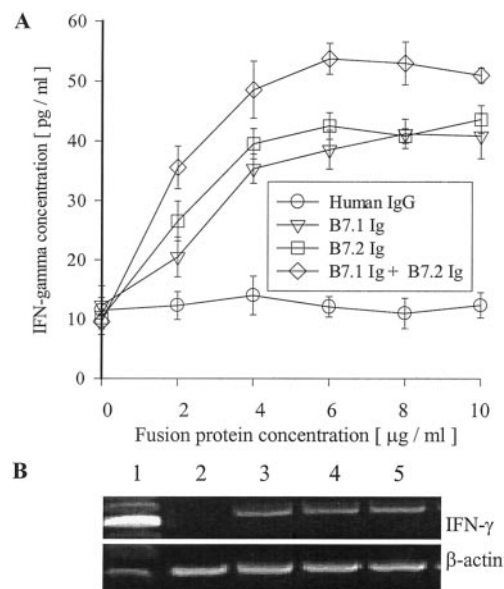 A
IFN-gamma concentration [ pg / ml ]
60
50
40
30
20
10
0
Human IgG
B7.1 Ig
B7.2 Ig
B7.1 Ig + B7.2 Ig
0 2 4 6 8 10
Fusion protein concentration [ μg / ml ]
B 1 2 3 4 5
IFN-γ
β-actin